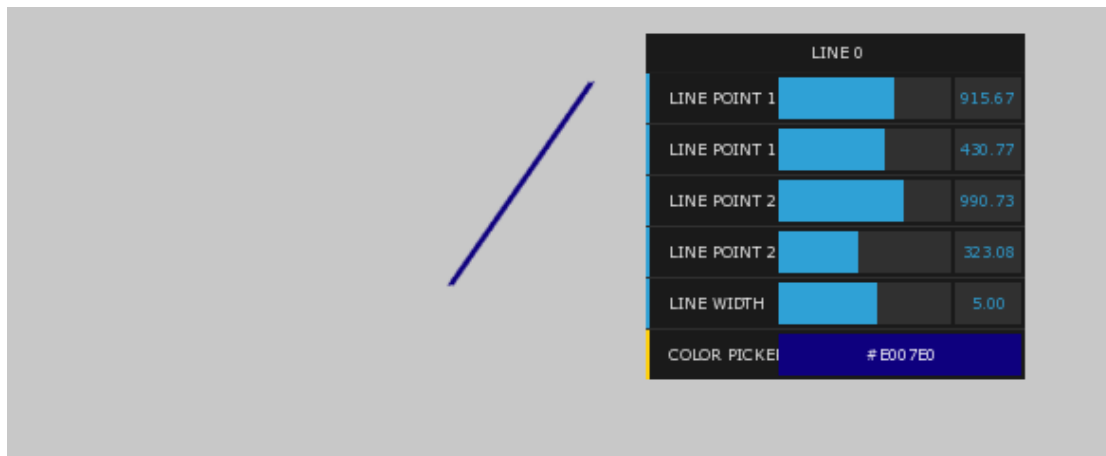 LINE 0
LINE POINT 1 915.67
LINE POINT 1 430.77
LINE POINT 2 990.73
LINE POINT 2 323.08
LINE WIDTH 5.00
COLOR PICKE #E007E0